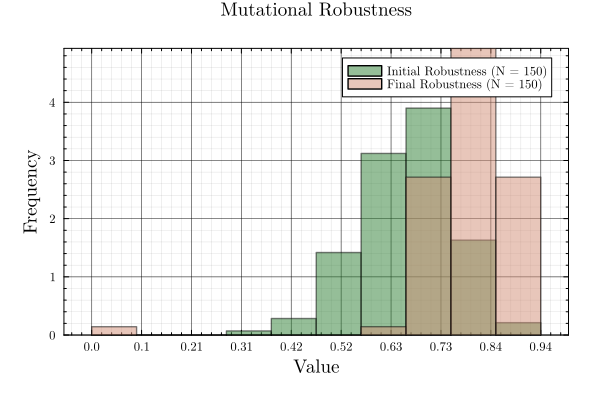 Mutational Robustness
Initial Robustness (N = 150)
Final Robustness (N = 150)
Frequency
4
3
2
1
0
0.0 0.1 0.21 0.31 0.42 0.52 0.63 0.73 0.84 0.94
Value